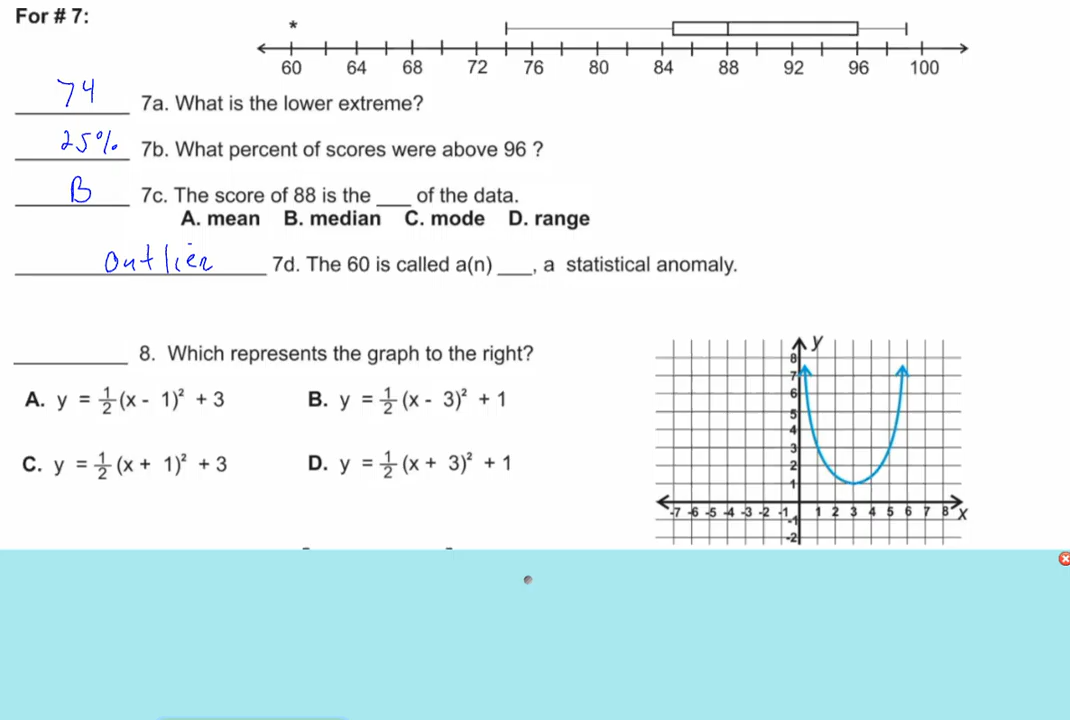 For # 7:
*
60 64 68 72 76 80 84 88 92 96 100
74 7a. What is the lower extreme?
25% 7b. What percent of scores were above 96 ?
B 7c. The score of 88 is the ___ of the data.
A. mean B. median C. mode D. range
outlier 7d. The 60 is called a(n) ___, a statistical anomaly.
8. Which represents the graph to the right?
A. y = 1/2 (x - 1)² + 3 B. y = 1/2 (x - 3)² + 1
C. y = 1/2 (x + 1)² + 3 D. y = 1/2 (x + 3)² + 1
y
8
7
6
5
4
3
2
1
-7 -6 -5 -4 -3 -2 -1 1 2 3 4 5 6 7 8 x
-1
-2